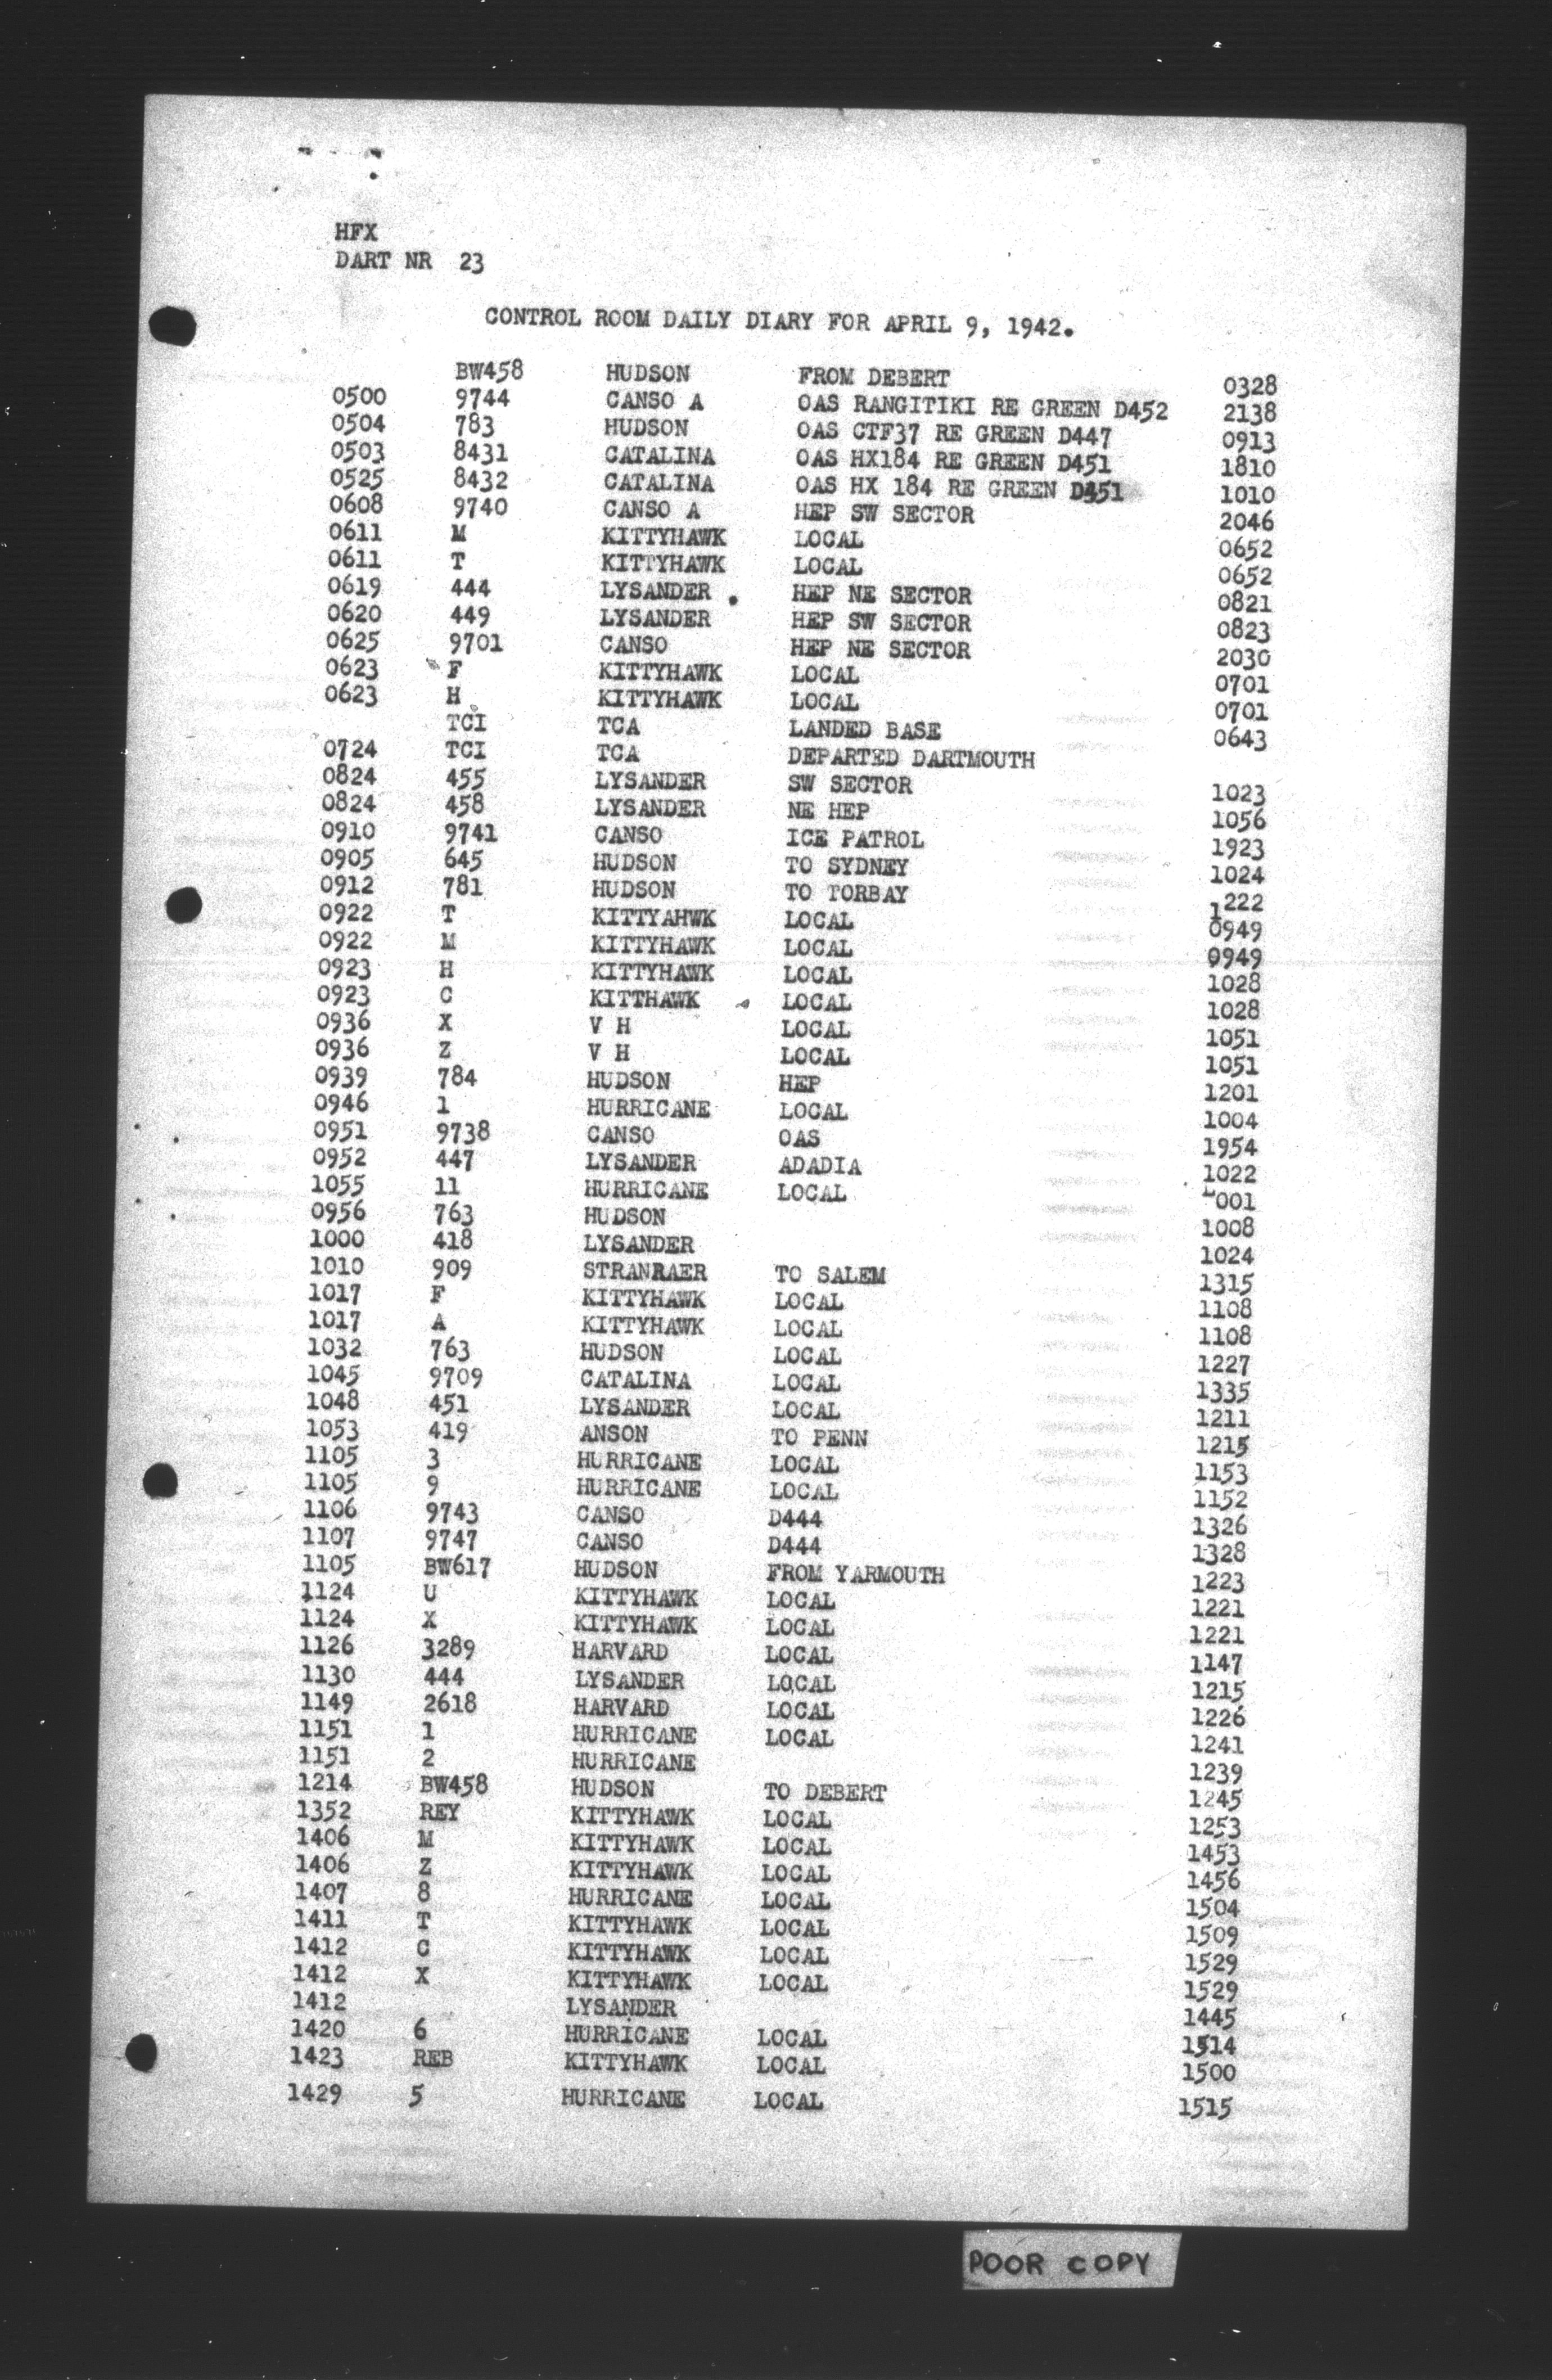 HFX
DART NR 23
CONTROL ROOM DAILY DIARY FOR APRIL 9, 1942.
BW458 HUDSON FROM DEBERT 0328
0500 9744 CANSO A OAS RANGITIKI RE GREEN D452 2138
0504 783 HUDSON OAS CTF37 RE GREEN D447 0913
0503 8431 CATALINA OAS HX184 RE GREEN D451 1810
0525 8432 CATALINA OAS HX 184 RE GREEN D451 1010
0608 9740 CANSO A HEP SW SECTOR 2046
0611 M KITTYHAWK LOCAL 0652
0611 T KITTYHAWK LOCAL 0652
0619 444 LYSANDER . HEP NE SECTOR 0821
0620 449 LYSANDER HEP SW SECTOR 0823
0625 9701 CANSO HEP NE SECTOR 2030
0623 F KITTYHAWK LOCAL 0701
0623 H KITTYHAWK LOCAL 0701
TCI TCA LANDED BASE 0643
0724 TCI TCA DEPARTED DARTMOUTH
0824 455 LYSANDER SW SECTOR 1023
0824 458 LYSANDER NE HEP 1056
0910 9741 CANSO ICE PATROL 1923
0905 645 HUDSON TO SYDNEY 1024
0912 781 HUDSON TO TORBAY 1222
0922 T KITTYAHWK LOCAL 0949
0922 M KITTYHAWK LOCAL 0949
0923 H KITTYHAWK LOCAL 1028
0923 C KITTHAWK LOCAL 1028
0936 X V H LOCAL 1051
0936 Z V H LOCAL 1051
0939 784 HUDSON HEP 1201
0946 1 HURRICANE LOCAL 1004
0951 9738 CANSO OAS 1954
0952 447 LYSANDER ADADIA 1022
1055 11 HURRICANE LOCAL 1001
0956 763 HUDSON 1008
1000 418 LYSANDER 1024
1010 909 STRANRAER TO SALEM 1315
1017 F KITTYHAWK LOCAL 1108
1017 A KITTYHAWK LOCAL 1108
1032 763 HUDSON LOCAL 1227
1045 9709 CATALINA LOCAL 1335
1048 451 LYSANDER LOCAL 1211
1053 419 ANSON TO PENN 1215
1105 3 HURRICANE LOCAL 1153
1105 9 HURRICANE LOCAL 1152
1106 9743 CANSO D444 1326
1107 9747 CANSO D444 1328
1105 BW617 HUDSON FROM YARMOUTH 1223
1124 U KITTYHAWK LOCAL 1221
1124 X KITTYHAWK LOCAL 1221
1126 3289 HARVARD LOCAL 1147
1130 444 LYSANDER LOCAL 1215
1149 2618 HARVARD LOCAL 1226
1151 1 HURRICANE LOCAL 1241
1151 2 HURRICANE 1239
1214 BW458 HUDSON TO DEBERT 1245
1352 REY KITTYHAWK LOCAL 1253
1406 M KITTYHAWK LOCAL 1453
1406 Z KITTYHAWK LOCAL 1456
1407 8 HURRICANE LOCAL 1504
1411 T KITTYHAWK LOCAL 1509
1412 C KITTYHAWK LOCAL 1529
1412 X KITTYHAWK LOCAL 1529
1412 LYSANDER 1445
1420 6 HURRICANE LOCAL 1514
1423 REB KITTYHAWK LOCAL 1500
1429 5 HURRICANE LOCAL 1515
POOR COPY